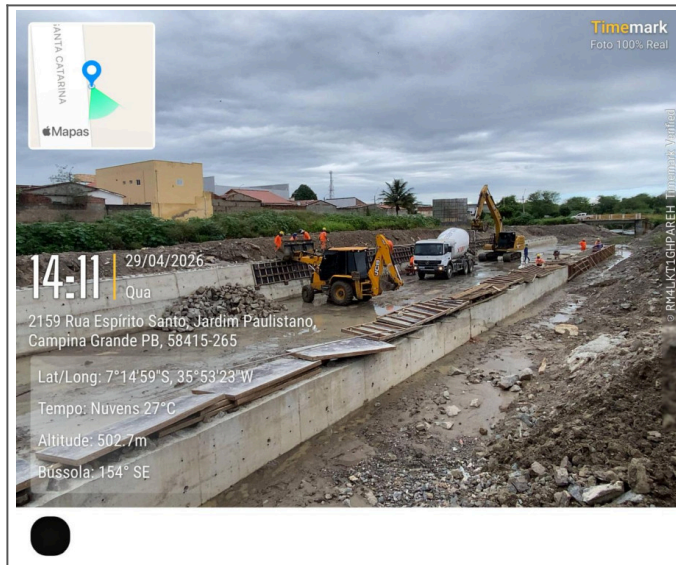 SANTA CATARINA
Mapas
Timemark
Foto 100% Real
14:11
29/04/2026
Qua
2159 Rua Espírito Santo, Jardim Paulistano,
Campina Grande PB, 58415-265
Lat/Long: 7°14'59"S, 35°53'23"W
Tempo: Nuvens 27°C
Altitude: 502.7m
Bússola: 154° SE
Timemark Verified